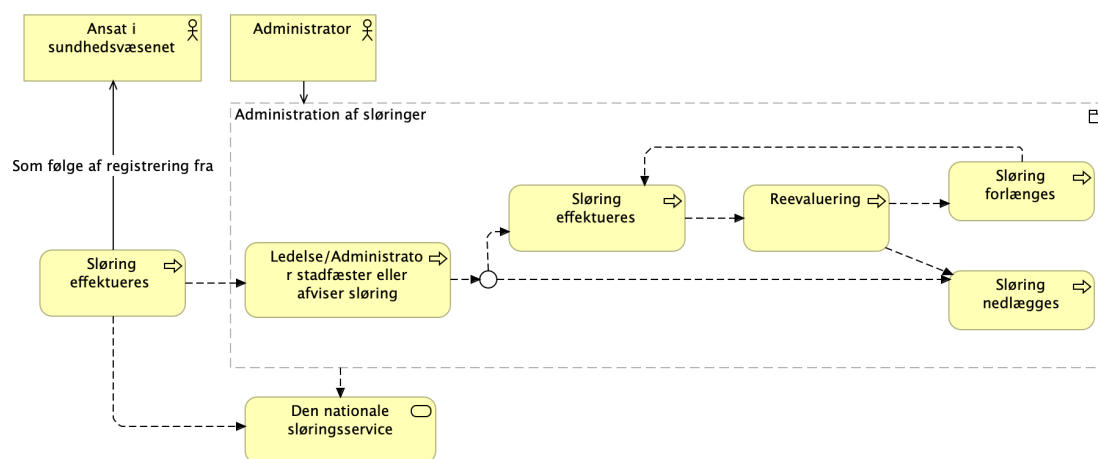 Ansat i
sundhedsvæsenet
Administrator
Administration af sløringer
Som følge af registrering fra
Sløring
effektueres
Ledelse/Administrato
r stadfæster eller
afviser sløring
Sløring
effektueres
Reevaluering
Sløring
forlænges
Sløring
nedlægges
Den nationale
sløringsservice